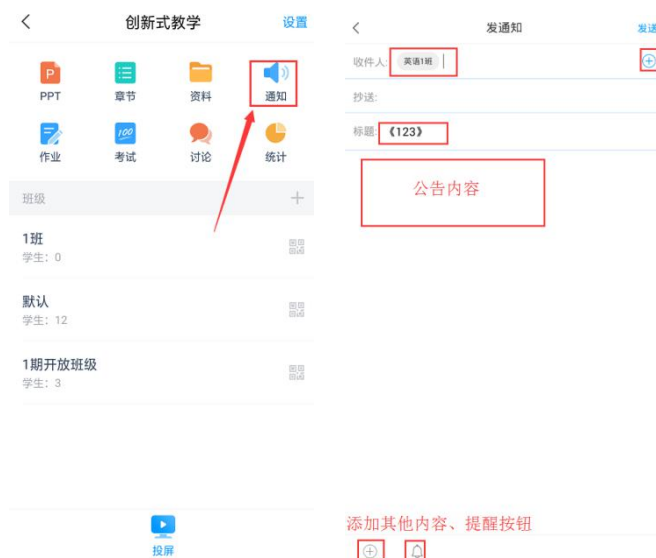 创新式教学
设置
PPT
章节
资料
通知
作业
考试
讨论
统计
班级
1班
学生：0
默认
学生：12
1期开放班级
学生：3
投屏
发通知
发送
收件人: 英语1班
抄送:
标题: 《123》
公告内容
添加其他内容、提醒按钮